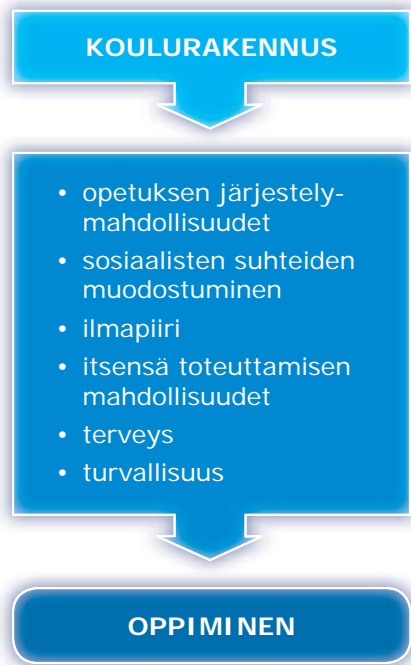 KOULURAKENNUS
• opetuksen järjestely-
mahdollisuudet
• sosiaalisten suhteiden
muodostuminen
• ilmapiiri
• itsensä toteuttamisen
mahdollisuudet
• terveys
• turvallisuus
OPPIMINEN